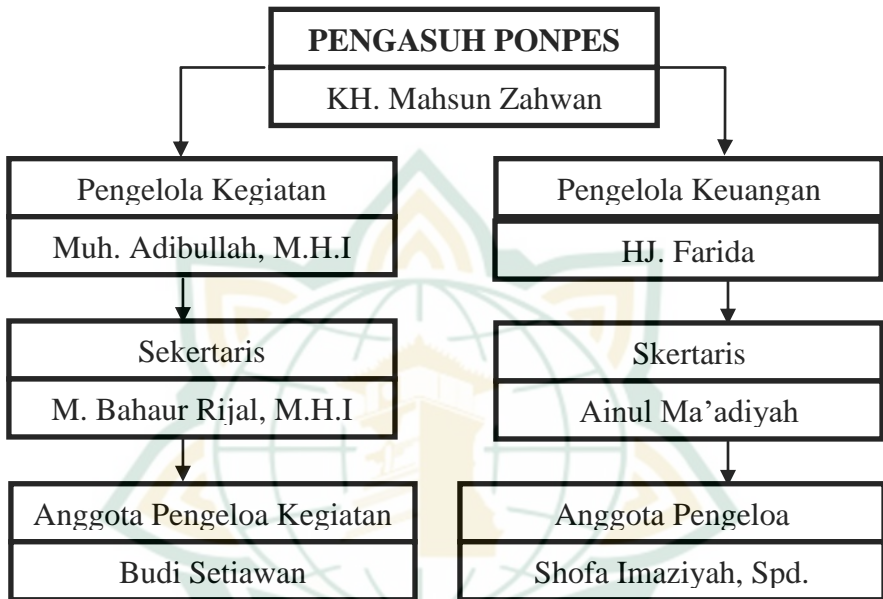 PENGASUH PONPES
KH. Mahsun Zahwan
Pengelola Kegiatan
Muh. Adibullah, M.H.I
Pengelola Keuangan
HJ. Farida
Sekertaris
M. Bahaur Rijal, M.H.I
Skertaris
Ainul Ma’adiyah
Anggota Pengeloa Kegiatan
Budi Setiawan
Anggota Pengeloa
Shofa Imaziyah, Spd.